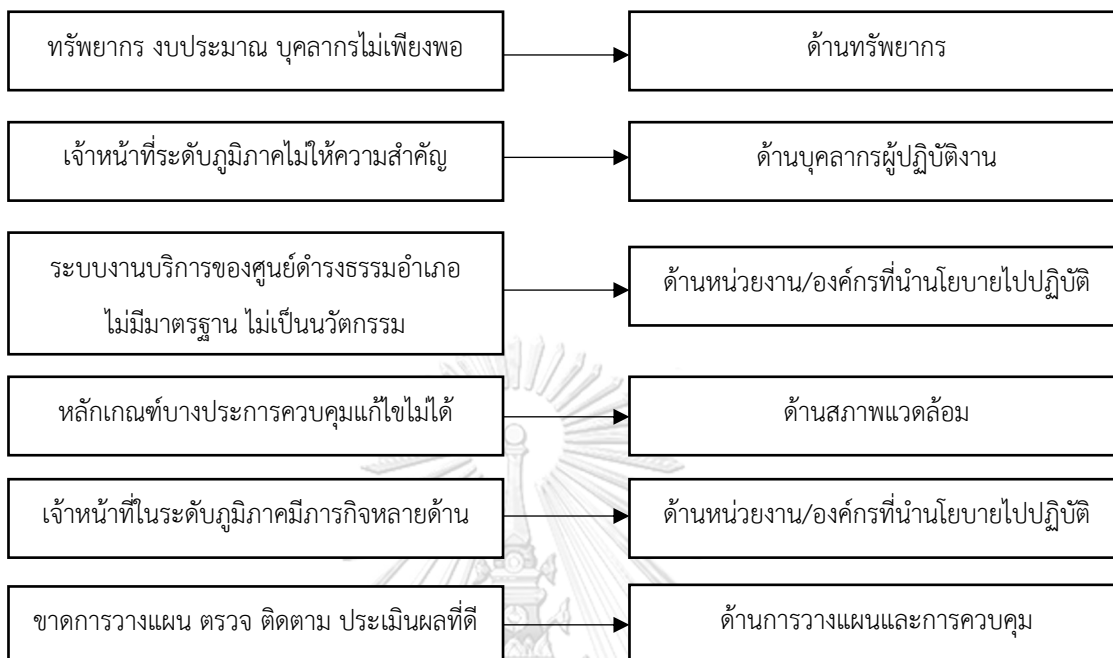 ทรัพยากร งบประมาณ บุคลากรไม่เพียงพอ
ด้านทรัพยากร
เจ้าหน้าที่ระดับภูมิภาคไม่ให้ความสำคัญ
ด้านบุคลากรผู้ปฏิบัติงาน
ระบบงานบริการของศูนย์ดำรงธรรมอำเภอ
ไม่มีมาตรฐาน ไม่เป็นนวัตกรรม
ด้านหน่วยงาน/องค์กรที่นำนโยบายไปปฏิบัติ
หลักเกณฑ์บางประการควบคุมแก้ไขไม่ได้
ด้านสภาพแวดล้อม
เจ้าหน้าที่ในระดับภูมิภาคมีภารกิจหลายด้าน
ด้านหน่วยงาน/องค์กรที่นำนโยบายไปปฏิบัติ
ขาดการวางแผน ตรวจ ติดตาม ประเมินผลที่ดี
ด้านการวางแผนและการควบคุม